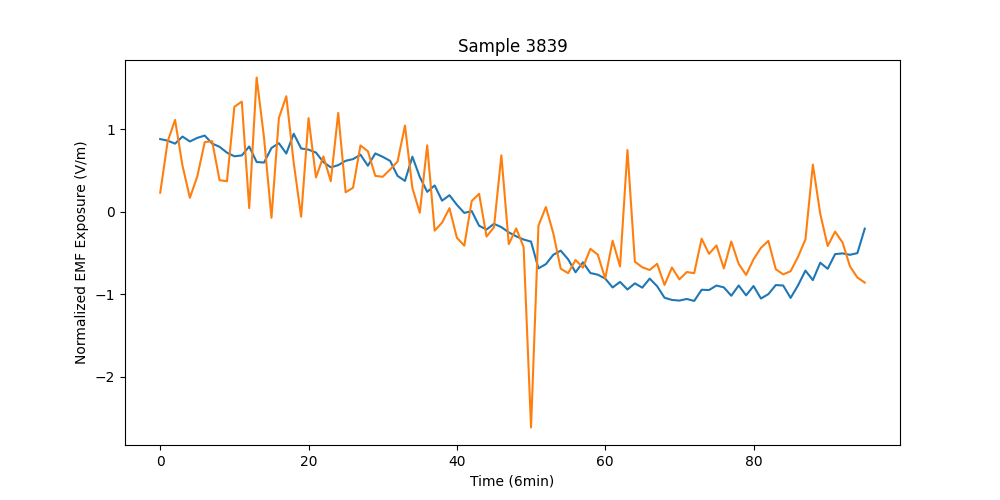 Sample 3839
Normalized EMF Exposure (V/m)
1
0
−1
−2
0 20 40 60 80
Time (6min)